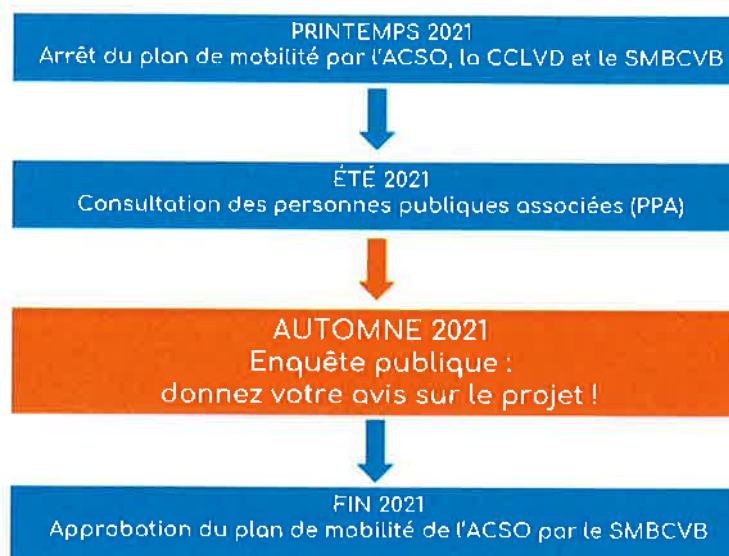 PRINTEMPS 2021
Arrêt du plan de mobilité par l'ACSO, la CCLVD et le SMBCVB
ÉTÉ 2021
Consultation des personnes publiques associées (PPA)
AUTOMNE 2021
Enquête publique :
donnez votre avis sur le projet !
FIN 2021
Approbation du plan de mobilité de l'ACSO par le SMBCVB